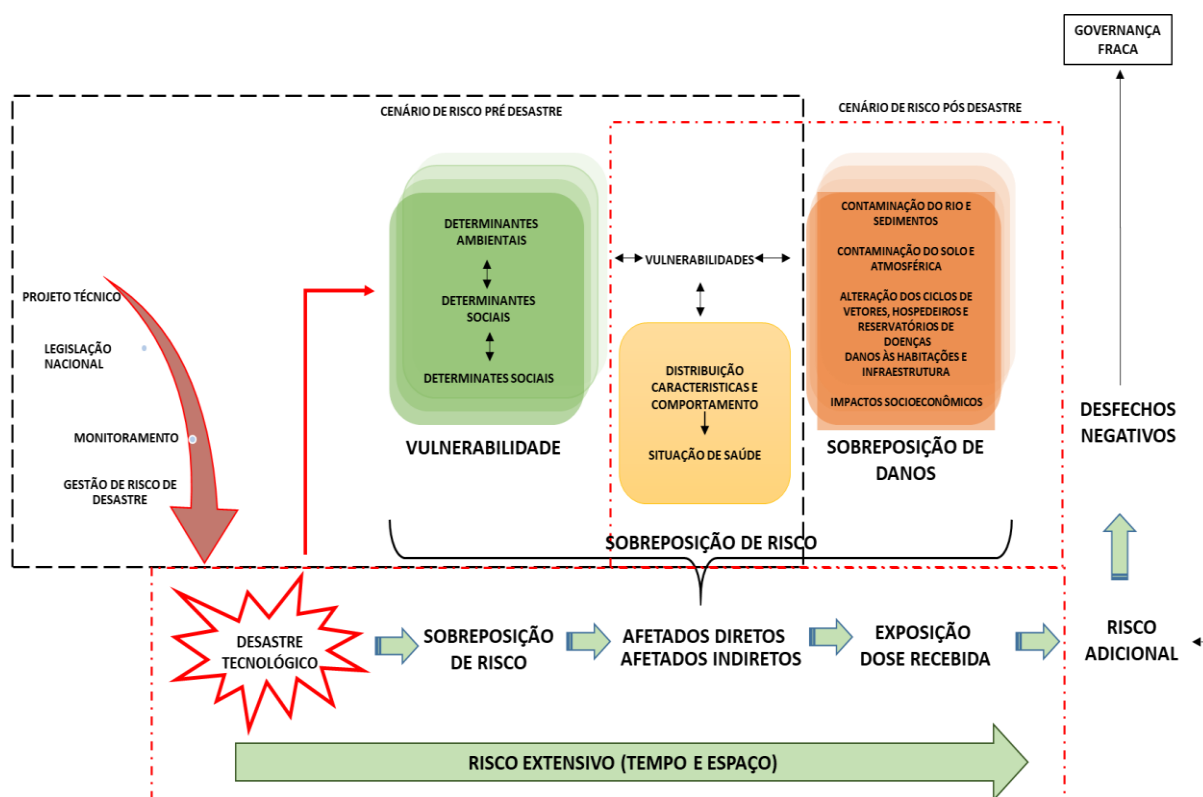 GOVERNANÇA
FRACA
CENÁRIO DE RISCO PRÉ DESASTRE
CENÁRIO DE RISCO PÓS DESASTRE
PROJETO TÉCNICO
LEGISLAÇÃO
NACIONAL
MONITORAMENTO
GESTÃO DE RISCO DE
DESASTRE
DETERMINANTES
AMBIENTAIS
DETERMINANTES
SOCIAIS
DETERMINATES SOCIAIS
VULNERABILIDADE
VULNERABILIDADES
DISTRIBUIÇÃO
CARACTERISTICAS E
COMPORTAMENTO
SITUAÇÃO DE SAÚDE
CONTAMINAÇÃO DO RIO E
SEDIMENTOS
CONTAMINAÇÃO DO SOLO E
ATMOSFÉRICA
ALTERAÇÃO DOS CICLOS DE
VETORES, HOSPEDEIROS E
RESERVATÓRIOS DE
DOENÇAS
DANOS ÀS HABITAÇÕES E
INFRAESTRUTURA
IMPACTOS SOCIOECONÔMICOS
SOBREPOSIÇÃO DE
DANOS
DESFECHOS
NEGATIVOS
SOBREPOSIÇÃO DE RISCO
DESASTRE
TECNOLÓGICO
SOBREPOSIÇÃO
DE RISCO
AFETADOS DIRETOS
AFETADOS INDIRETOS
EXPOSIÇÃO
DOSE RECEBIDA
RISCO
ADICIONAL
RISCO EXTENSIVO (TEMPO E ESPAÇO)